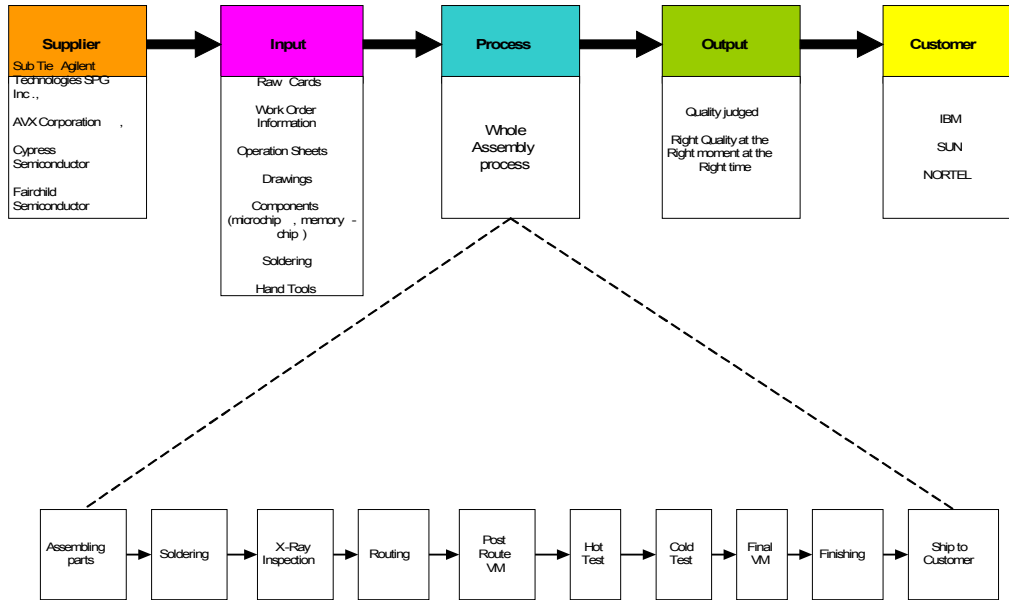 Supplier
Input
Process
Output
Customer
Sub Tie Agilent
Technologies SPG
Inc .,
AVX Corporation ,
Cypress
Semiconductor
Fairchild
Semiconductor
Raw Cards
Work Order
Information
Operation Sheets
Drawings
Components
(microchip , memory -
chip )
Soldering
Hand Tools
Whole
Assembly
process
Quality judged
Right Quality at the
Right moment at the
Right time
IBM
SUN
NORTEL
Assembling
parts
Soldering
X-Ray
Inspection
Routing
Post
Route
VM
Hot
Test
Cold
Test
Final
VM
Finishing
Ship to
Customer